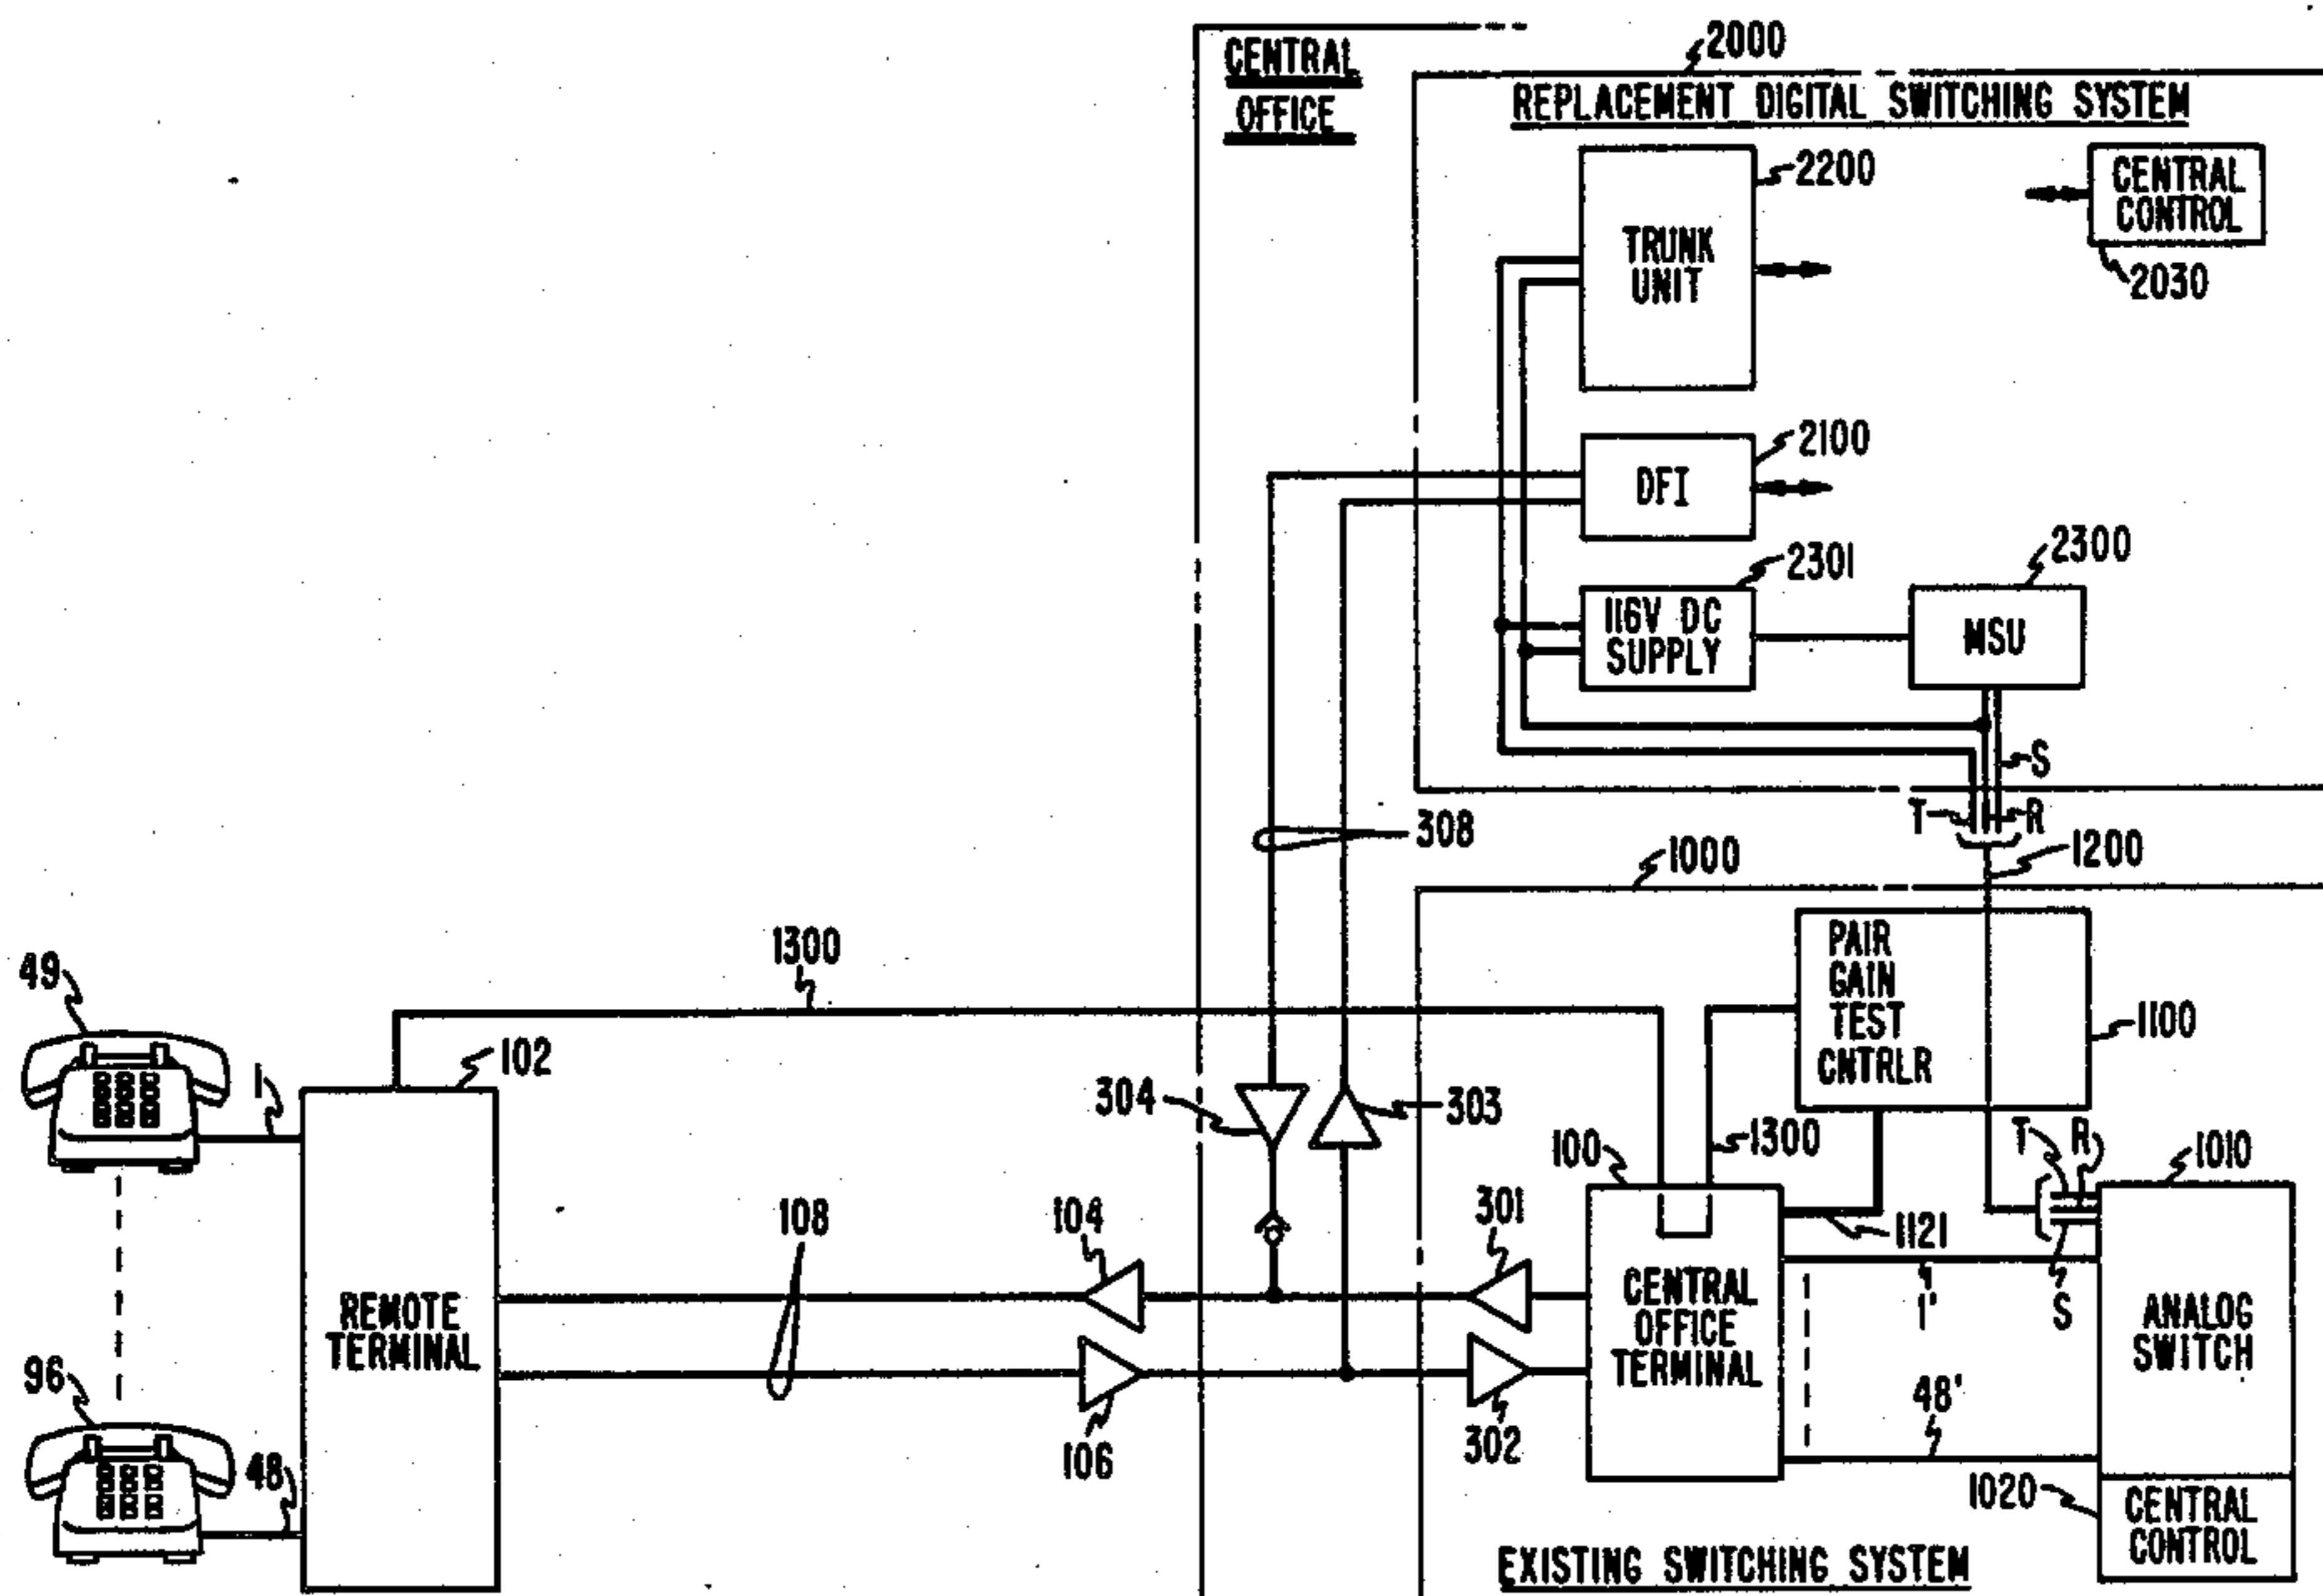 CENTRAL
OFFICE
2000
REPLACEMENT DIGITAL SWITCHING SYSTEM
2200
TRUNK
UNIT
CENTRAL
CONTROL
2030
2100
DFI
2301
116V DC
SUPPLY
2300
MSU
S
T
R
308
1200
1000
1300
PAIR
GAIN
TEST
CNTRLR
1100
49
1
102
304
303
1300
100
T
R
1010
1121
S
1'
108
104
301
REMOTE
TERMINAL
CENTRAL
OFFICE
TERMINAL
ANALOG
SWITCH
96
48
106
302
48'
1020
CENTRAL
CONTROL
EXISTING SWITCHING SYSTEM